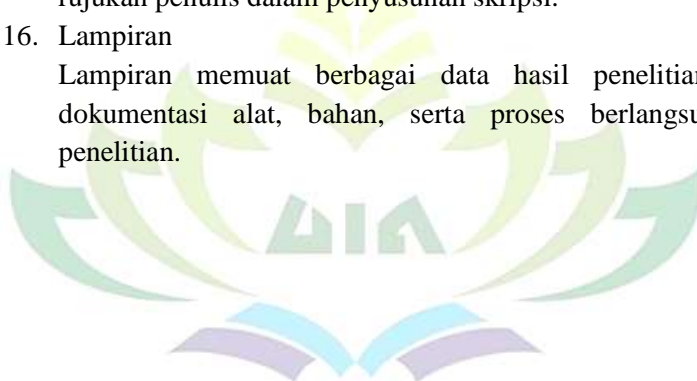 rujukan penulis dalam penyusunan skripsi.
16. Lampiran
Lampiran memuat berbagai data hasil penelitian
dokumentasi alat, bahan, serta proses
penelitian.
UIN